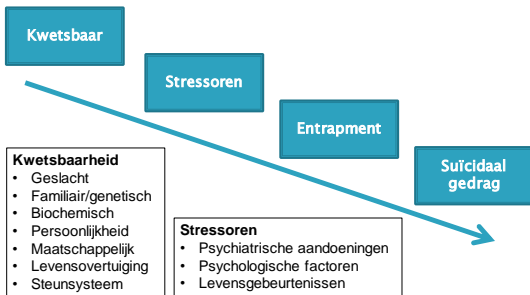 Kwetsbaar
Stressoren
Entrapment
Suïcidaal
gedrag
Kwetsbaarheid
• Geslacht
• Familiair/genetisch
• Biochemisch
• Persoonlijkheid
• Maatschappelijk
• Levensovertuiging
• Steunsysteem
Stressoren
• Psychiatrische aandoeningen
• Psychologische factoren
• Levensgebeurtenissen